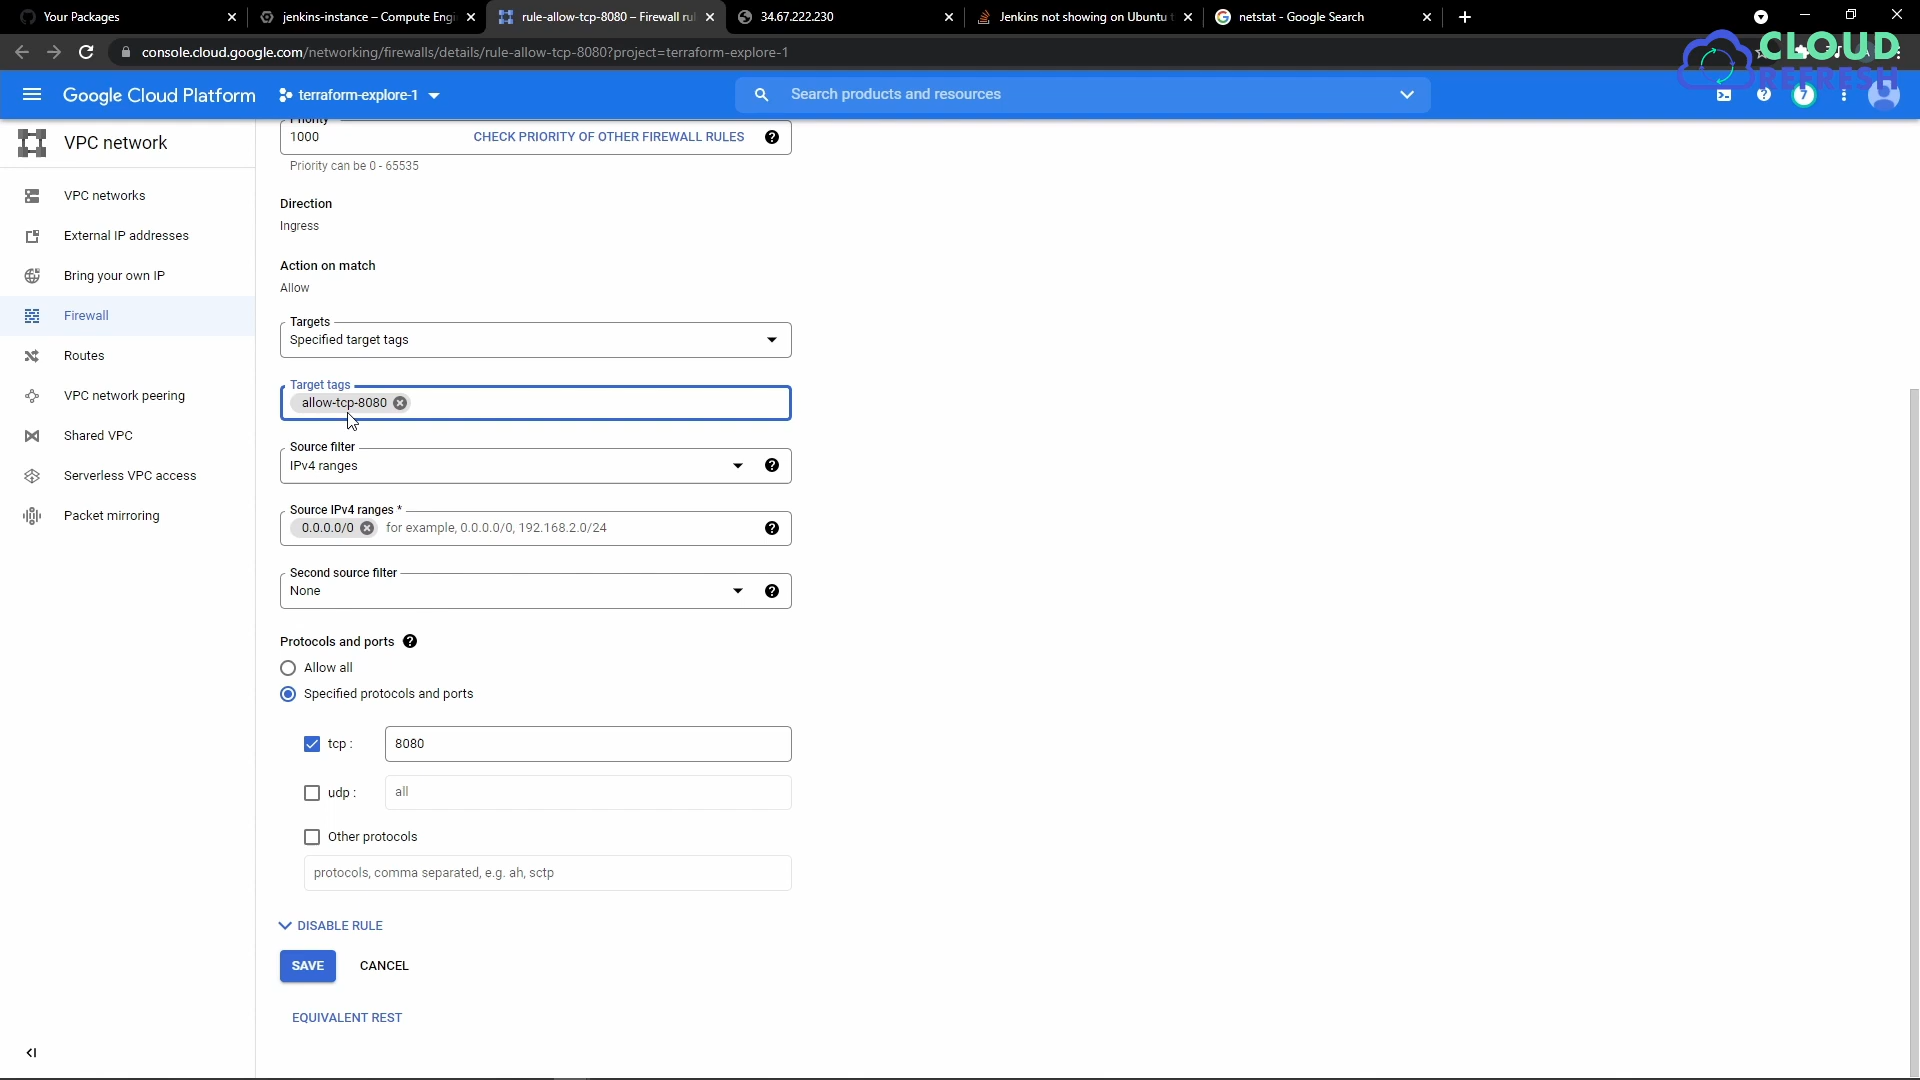 Your Packages
jenkins-instance – Compute Engi
rule-allow-tcp-8080 – Firewall ru
34.67.222.230
Jenkins not showing on Ubuntu
netstat - Google Search
console.cloud.google.com/networking/firewalls/details/rule-allow-tcp-8080?project=terraform-explore-1
CLOUD
REFRESH
Google Cloud Platform
terraform-explore-1
Search products and resources
7
VPC network
VPC networks
External IP addresses
Bring your own IP
Firewall
Routes
VPC network peering
Shared VPC
Serverless VPC access
Packet mirroring
Priority
1000
CHECK PRIORITY OF OTHER FIREWALL RULES
Priority can be 0 - 65535
Direction
Ingress
Action on match
Allow
Targets
Specified target tags
Target tags
allow-tcp-8080
Source filter
IPv4 ranges
Source IPv4 ranges *
0.0.0.0/0 for example, 0.0.0.0/0, 192.168.2.0/24
Second source filter
None
Protocols and ports
Allow all
Specified protocols and ports
tcp : 8080
udp : all
Other protocols
protocols, comma separated, e.g. ah, sctp
DISABLE RULE
SAVE CANCEL
EQUIVALENT REST